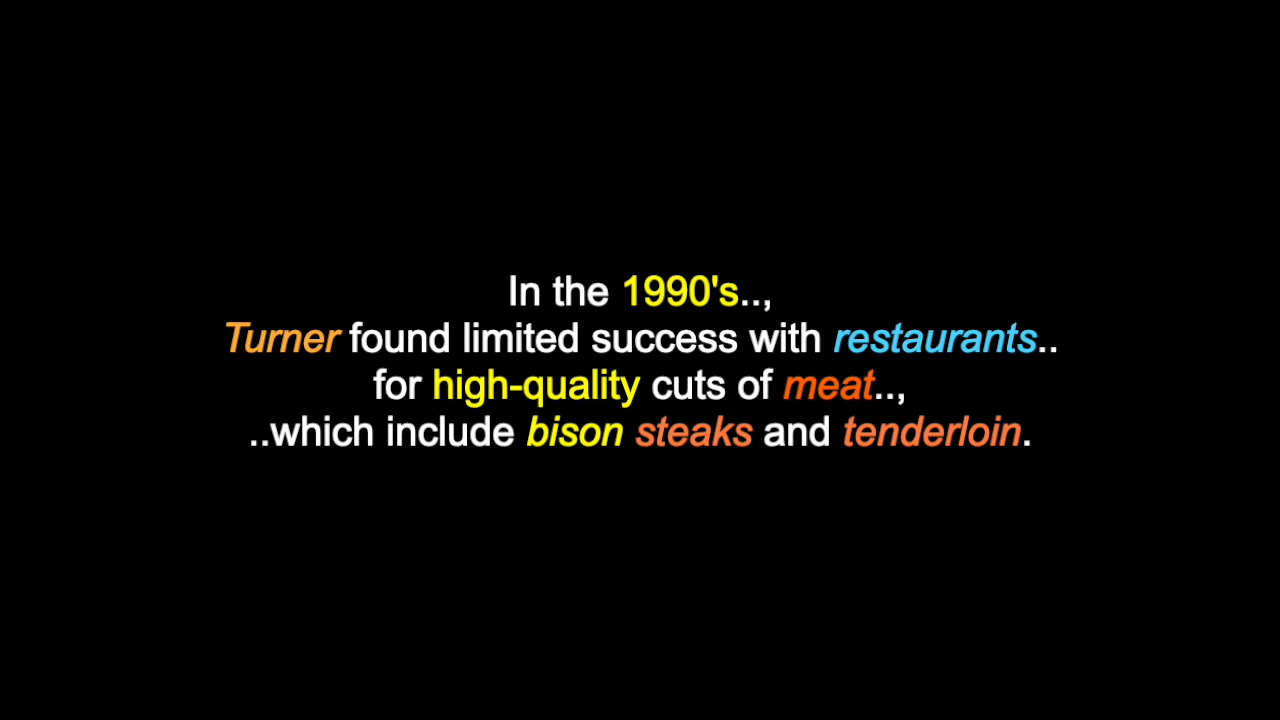 In the 1990's..,
Turner found limited success with restaurants..
for high-quality cuts of meat..,
..which include bison steaks and tenderloin.